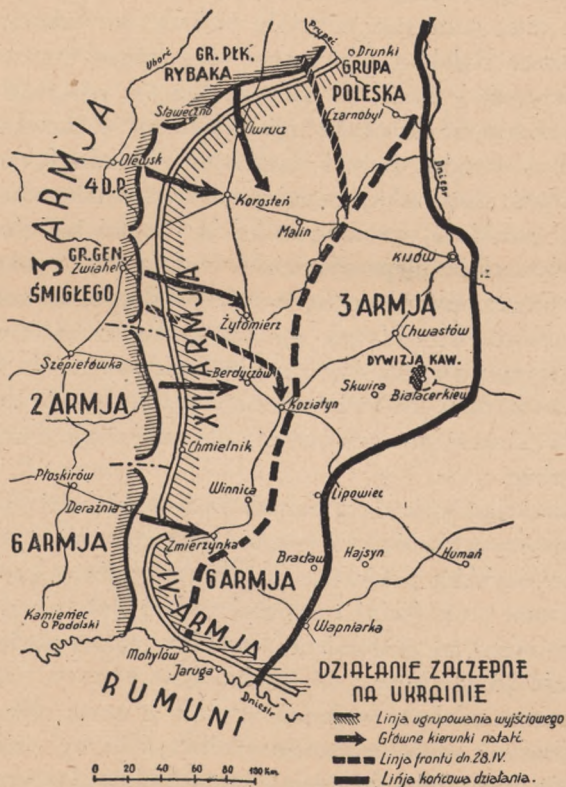 Uborć
Prypeć
Drunki
GR. PŁK.
RYBAKA
GRUPA
POLESKA
Sławeczno
Czarnobyl
Owrucz
3 ARMJA
Olewsk
4 D.P.
Dniepr
Korosteń
Malin
KIJÓW
GR. GEN
Zwiahel
ŚMIGŁEGO
XII ARMJA
3 ARMJA
Żytomierz
Chwastów
Szepietówka
DYWIZJA KAW.
Berdyczów
Skwira
Białacerkiew
2 ARMJA
Koziatyn
Chmielnik
Płoskirów
Winnica
Lipowiec
Deraźnia
6 ARMJA
Zmierzynka
Bracław
Hajsyn
Humań
6 ARMJA
XIV ARMJA
Kamieniec
Podolski
Wapniarka
Mohylów
Jaruga
RUMUNI
Dniestr
DZIAŁANIE ZACZEPNE
NA UKRAINIE
Linja ugrupowania wyjściowego
Główne kierunki natarć
Linja frontu dn. 28.IV.
Linja końcowa działania.
0 20 40 60 80 100 Km.